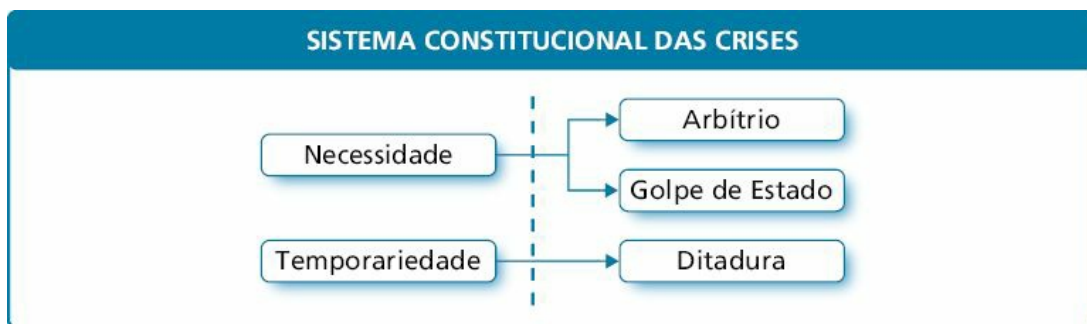 SISTEMA CONSTITUCIONAL DAS CRISES
Necessidade
Arbítrio
Golpe de Estado
Temporariedade
Ditadura